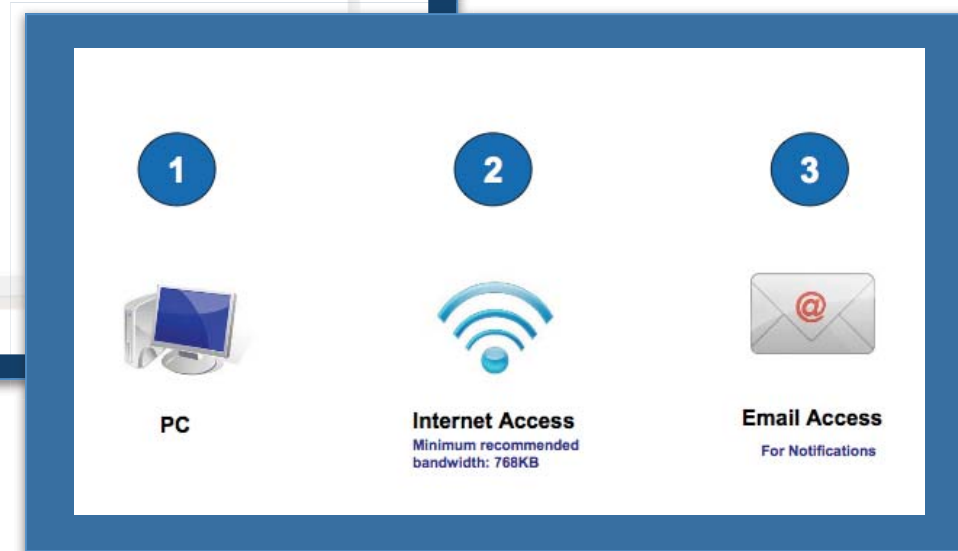 1
2
3
@
PC
Internet Access
Minimum recommended
bandwidth: 768KB
Email Access
For Notifications